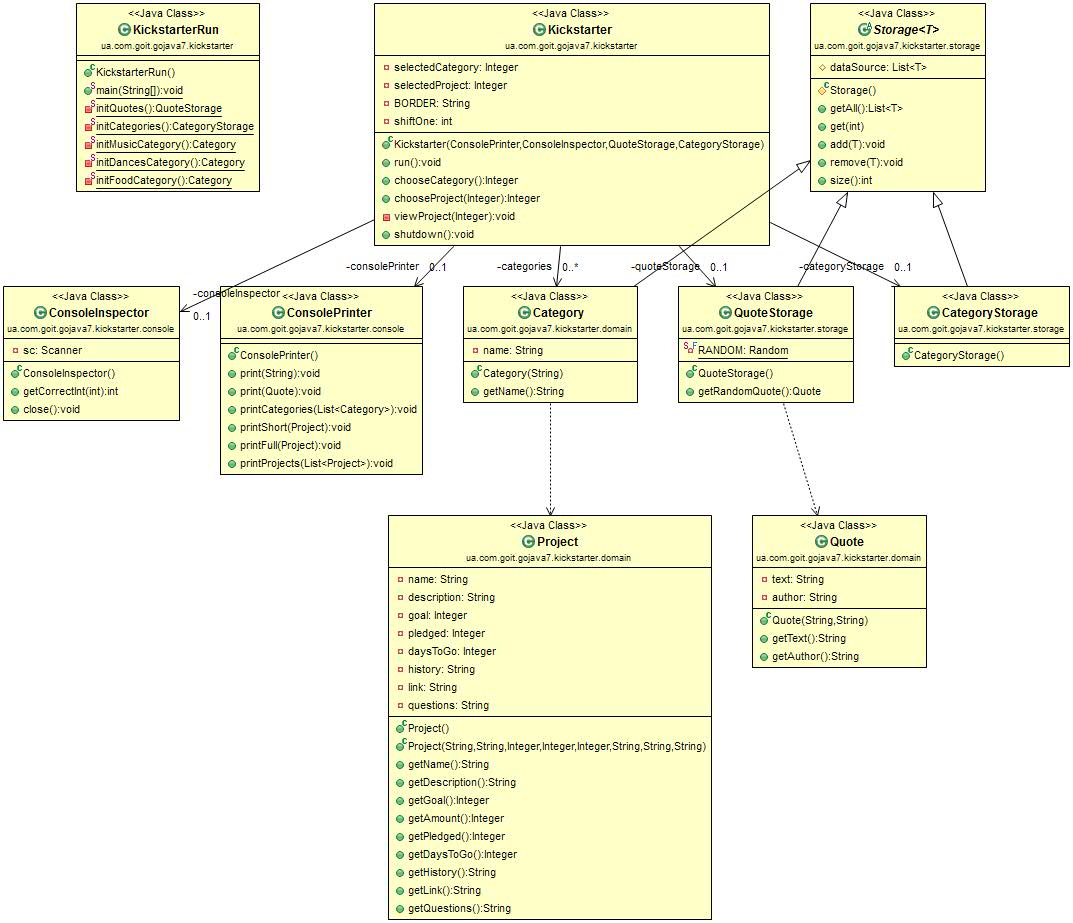 <<Java Class>>
KickstarterRun
ua.com.goit.gojava7.kickstarter
KickstarterRun()
main(String[]):void
initQuotes():QuoteStorage
initCategories():CategoryStorage
initMusicCategory():Category
initDancesCategory():Category
initFoodCategory():Category
<<Java Class>>
Kickstarter
ua.com.goit.gojava7.kickstarter
selectedCategory: Integer
selectedProject: Integer
BORDER: String
shiftOne: int
Kickstarter(ConsolePrinter,ConsoleInspector,QuoteStorage,CategoryStorage)
run():void
chooseCategory():Integer
chooseProject(Integer):Integer
viewProject(Integer):void
shutdown():void
<<Java Class>>
Storage<T>
ua.com.goit.gojava7.kickstarter.storage
dataSource: List<T>
Storage()
getAll():List<T>
get(int)
add(T):void
remove(T):void
size():int
-consoleInspector
0..1
-consolePrinter 0..1
-categories 0..*
-quoteStorage 0..1
-categoryStorage 0..1
<<Java Class>>
ConsoleInspector
ua.com.goit.gojava7.kickstarter.console
sc: Scanner
ConsoleInspector()
getCorrectInt(int):int
close():void
<<Java Class>>
ConsolePrinter
ua.com.goit.gojava7.kickstarter.console
ConsolePrinter()
print(String):void
print(Quote):void
printCategories(List<Category>):void
printShort(Project):void
printFull(Project):void
printProjects(List<Project>):void
<<Java Class>>
Category
ua.com.goit.gojava7.kickstarter.domain
name: String
Category(String)
getName():String
<<Java Class>>
QuoteStorage
ua.com.goit.gojava7.kickstarter.storage
RANDOM: Random
QuoteStorage()
getRandomQuote():Quote
<<Java Class>>
CategoryStorage
ua.com.goit.gojava7.kickstarter.storage
CategoryStorage()
<<Java Class>>
Project
ua.com.goit.gojava7.kickstarter.domain
name: String
description: String
goal: Integer
pledged: Integer
daysToGo: Integer
history: String
link: String
questions: String
Project()
Project(String,String,Integer,Integer,Integer,String,String,String)
getName():String
getDescription():String
getGoal():Integer
getAmount():Integer
getPledged():Integer
getDaysToGo():Integer
getHistory():String
getLink():String
getQuestions():String
<<Java Class>>
Quote
ua.com.goit.gojava7.kickstarter.domain
text: String
author: String
Quote(String,String)
getText():String
getAuthor():String